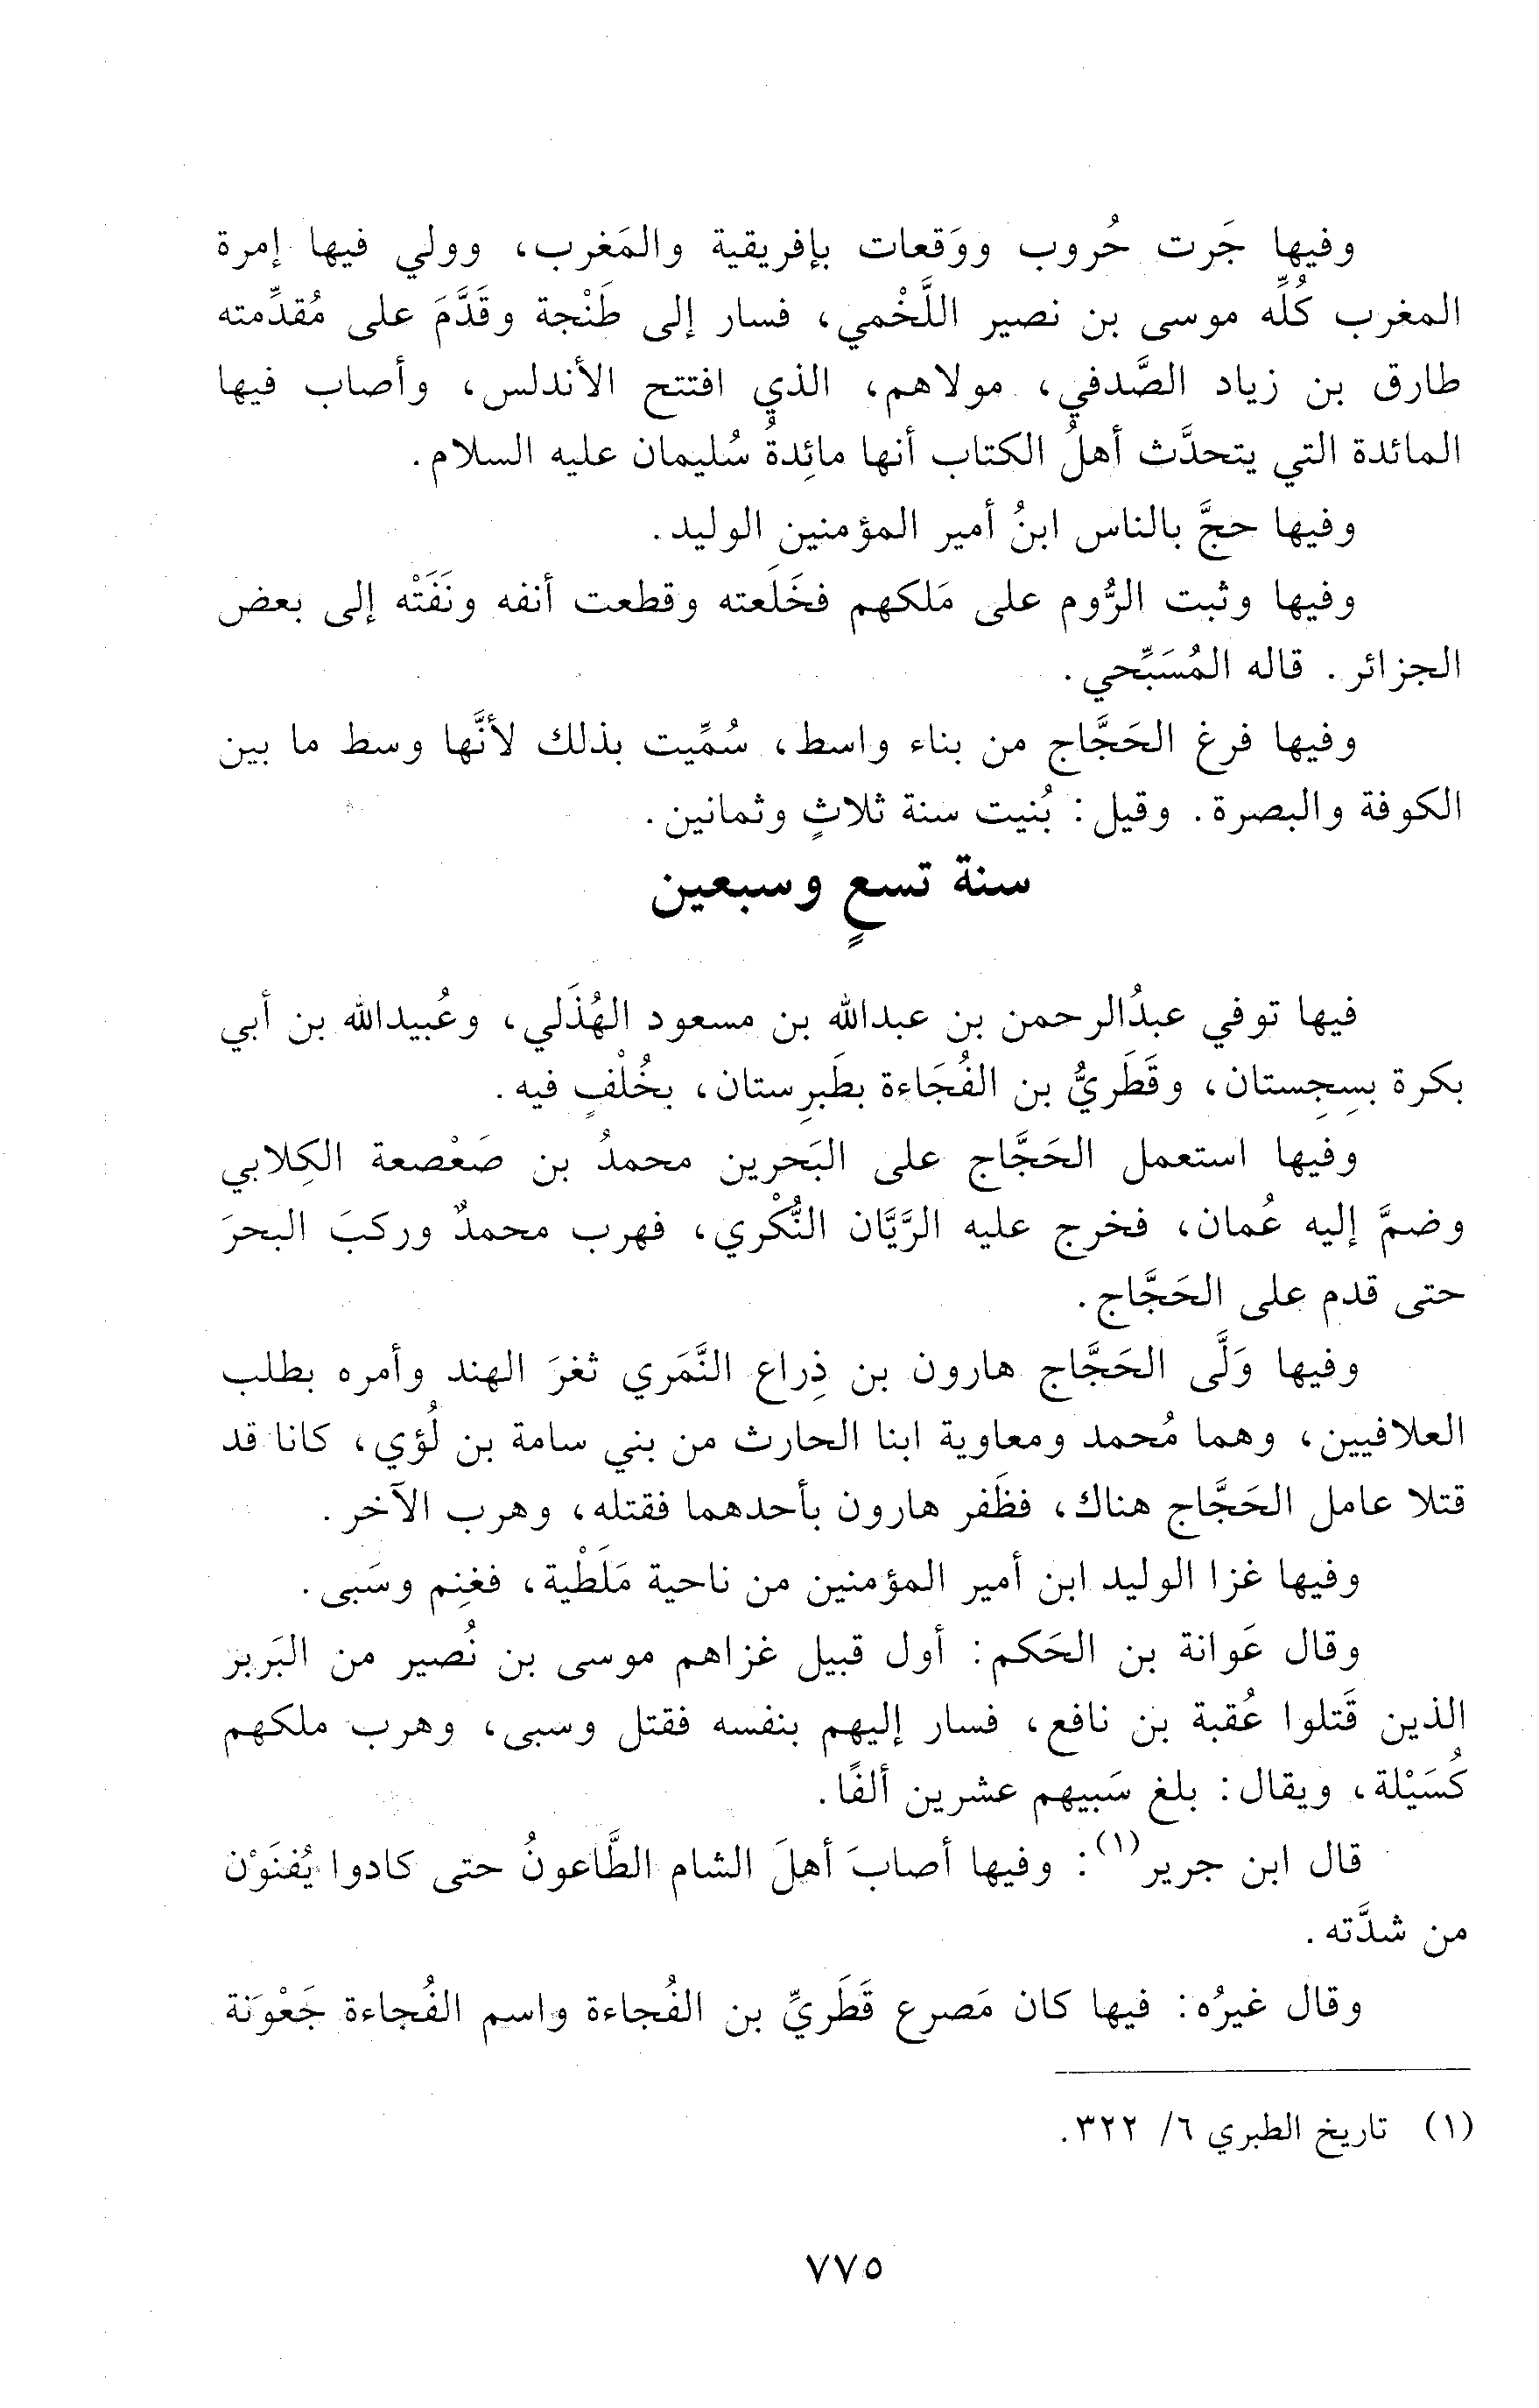 وفيها جَرت حُروب ووَقعات بإفريقية والمَغرب، وولي فيها إمرة
المغرب كُلِّه موسى بن نصير اللَّخْمي، فسار إلى طَنْجة وقَدَّمَ على مُقدِّمته
طارق بن زياد الصَّدفي، مولاهم، الذي افتتح الأندلس، وأصاب فيها
المائدة التي يتحدَّث أهلُ الكتاب أنها مائِدةُ سُليمان عليه السلام.
وفيها حجَّ بالناس ابنُ أمير المؤمنين الوليد.
وفيها وثبت الرُّوم على مَلكهم فخَلَعته وقطعت أنفه ونَفَتْه إلى بعض
الجزائر. قاله المُسَبِّحي.
وفيها فرغ الحَجَّاج من بناء واسط، سُمِّيت بذلك لأنَّها وسط ما بين
الكوفة والبصرة. وقيل: بُنيت سنة ثلاثٍ وثمانين.
سنة تسعٍ وسبعين
فيها توفي عبدُالرحمن بن عبدالله بن مسعود الهُذَلي، وعُبيدالله بن أبي
بكرة بسِجِستان، وقَطَريُّ بن الفُجَاءة بطَبرِستان، بخُلْفٍ فيه.
وفيها استعمل الحَجَّاج على البَحرين محمدُ بن صَعْصعة الكِلابي
وضمَّ إليه عُمان، فخرج عليه الرَّيَّان النُّكْري، فهرب محمدٌ وركبَ البحرَ
حتى قدم على الحَجَّاج.
وفيها وَلَّى الحَجَّاج هارون بن ذِراع النَّمَري ثغرَ الهند وأمره بطلب
العلافيين، وهما مُحمد ومعاوية ابنا الحارث من بني سامة بن لُؤي، كانا قد
قتلا عامل الحَجَّاج هناك، فظَفر هارون بأحدهما فقتله، وهرب الآخر.
وفيها غزا الوليد ابن أمير المؤمنين من ناحية مَلَطْية، فغنِم وسَبى.
وقال عَوانة بن الحَكم: أول قبيل غزاهم موسى بن نُصير من البَربر
الذين قَتلوا عُقبة بن نافع، فسار إليهم بنفسه فقتل وسبى، وهرب ملكهم
كُسَيْلة، ويقال: بلغ سَبيهم عشرين ألفًا.
قال ابن جرير(١): وفيها أصابَ أهلَ الشام الطَّاعونُ حتى كادوا يُفنَوْن
من شدَّته.
وقال غيرُه: فيها كان مَصرع قَطَريِّ بن الفُجاءة واسم الفُجاءة جَعْوَنة
(١) تاريخ الطبري ٦/ ٣٢٢.
٧٧٥